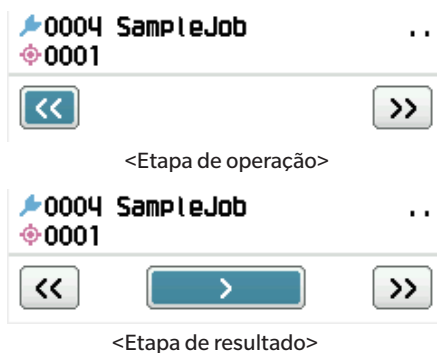 0004 SampleJob ..
0001
<< >>
<Etapa de operação>
0004 SampleJob ..
0001
<< > >>
<Etapa de resultado>